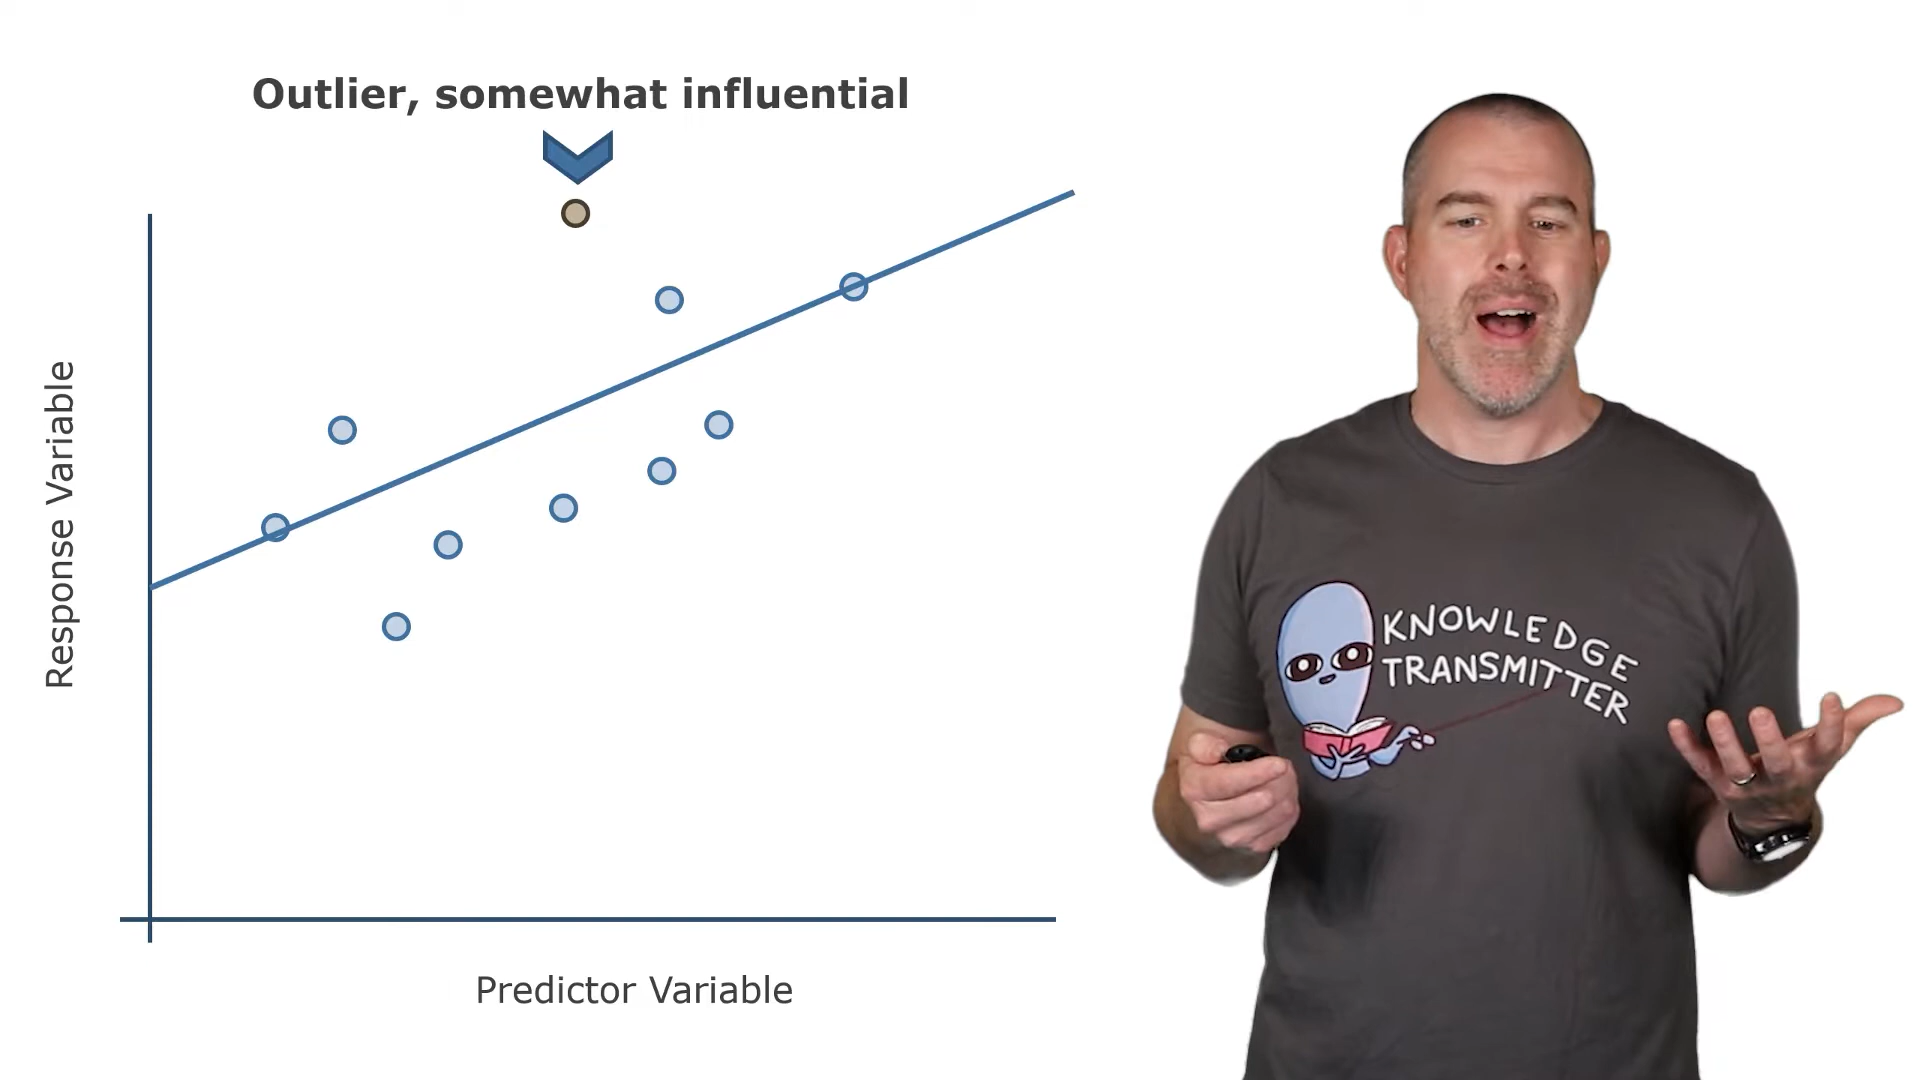 Outlier, somewhat influential
Response Variable
Predictor Variable
KNOWLEDGE
TRANSMITTER